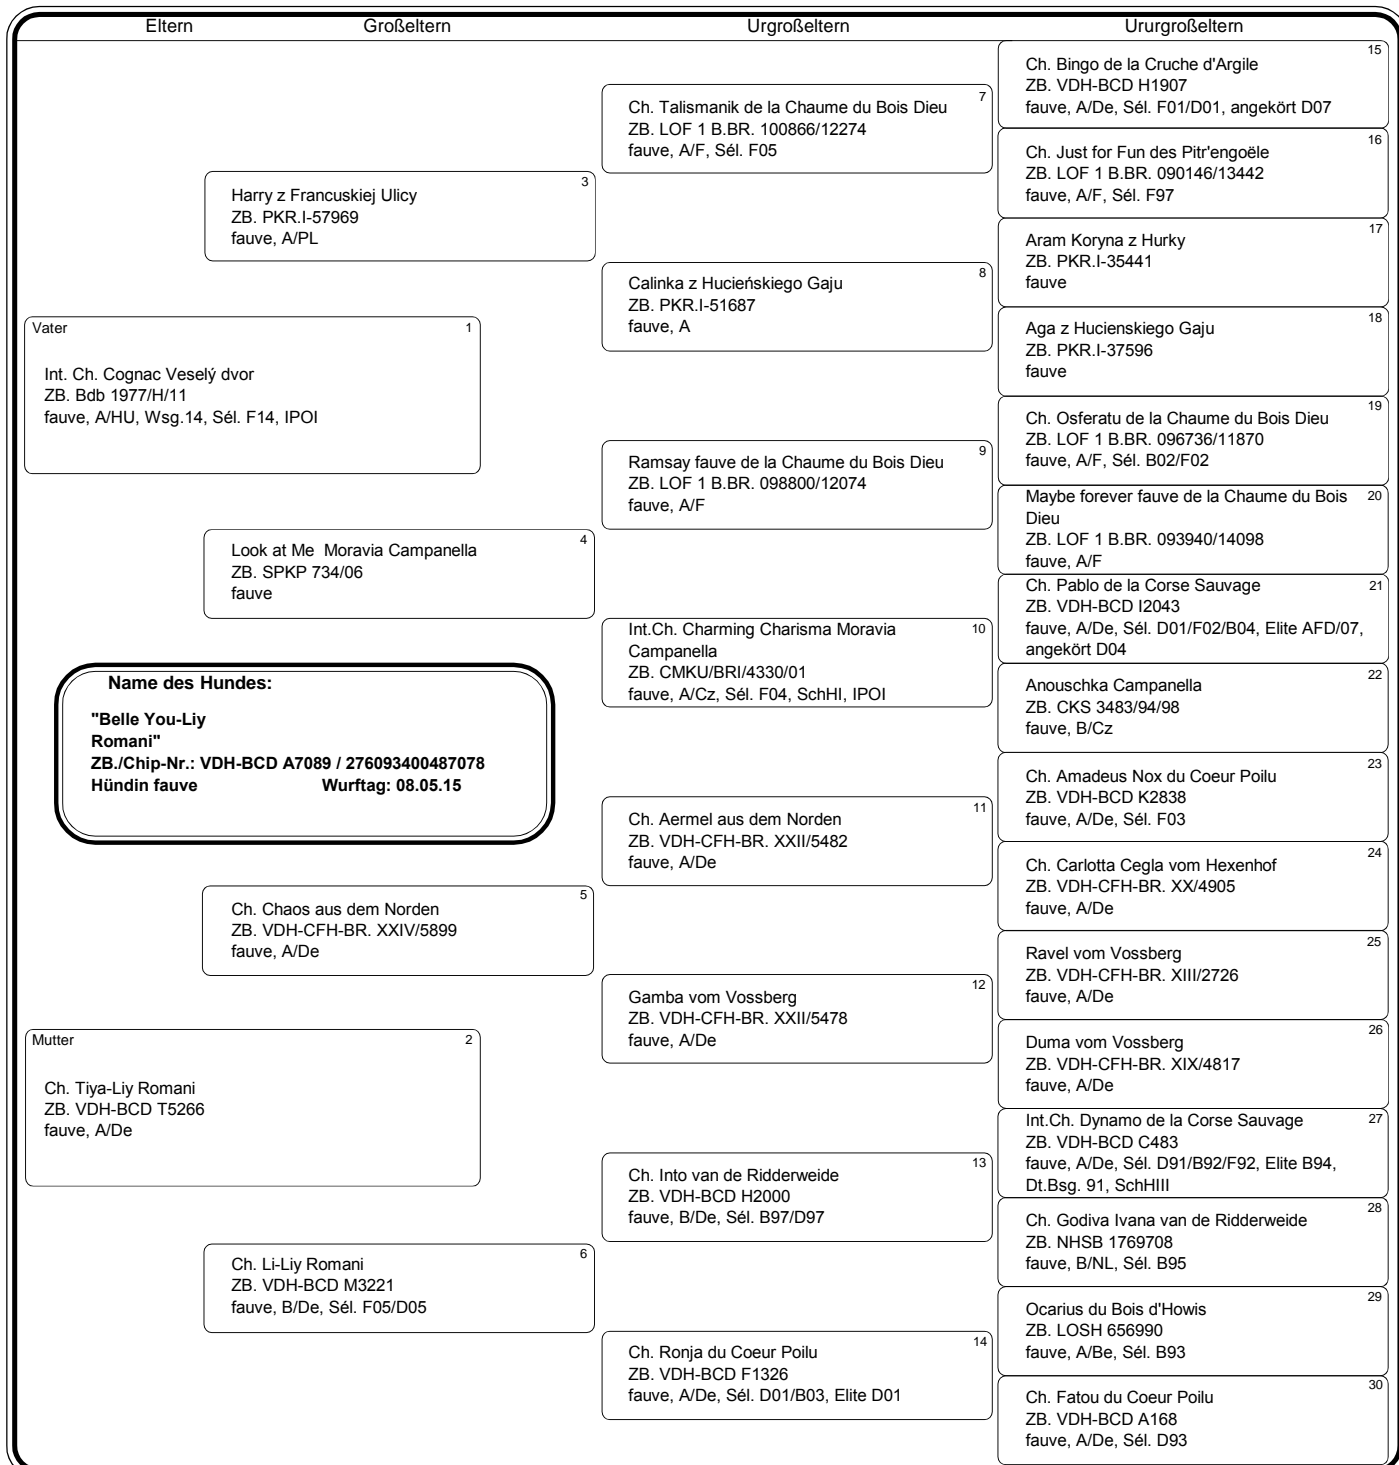 Eltern Großeltern Urgroßeltern Ururgroßeltern
Vater 1
Int. Ch. Cognac Veselý dvor
ZB. Bdb 1977/H/11
fauve, A/HU, Wsg.14, Sél. F14, IPOI
Name des Hundes:
"Belle You-Liy
Romani"
ZB./Chip-Nr.: VDH-BCD A7089 / 276093400487078
Hündin fauve Wurftag: 08.05.15
Mutter 2
Ch. Tiya-Liy Romani
ZB. VDH-BCD T5266
fauve, A/De
3
Harry z Francuskiej Ulicy
ZB. PKR.I-57969
fauve, A/PL
4
Look at Me Moravia Campanella
ZB. SPKP 734/06
fauve
5
Ch. Chaos aus dem Norden
ZB. VDH-CFH-BR. XXIV/5899
fauve, A/De
6
Ch. Li-Liy Romani
ZB. VDH-BCD M3221
fauve, B/De, Sél. F05/D05
7
Ch. Talismanik de la Chaume du Bois Dieu
ZB. LOF 1 B.BR. 100866/12274
fauve, A/F, Sél. F05
8
Calinka z Hucieńskiego Gaju
ZB. PKR.I-51687
fauve, A
9
Ramsay fauve de la Chaume du Bois Dieu
ZB. LOF 1 B.BR. 098800/12074
fauve, A/F
10
Int.Ch. Charming Charisma Moravia
Campanella
ZB. CMKU/BRI/4330/01
fauve, A/Cz, Sél. F04, SchHI, IPOI
11
Ch. Aermel aus dem Norden
ZB. VDH-CFH-BR. XXII/5482
fauve, A/De
12
Gamba vom Vossberg
ZB. VDH-CFH-BR. XXII/5478
fauve, A/De
13
Ch. Into van de Ridderweide
ZB. VDH-BCD H2000
fauve, B/De, Sél. B97/D97
14
Ch. Ronja du Coeur Poilu
ZB. VDH-BCD F1326
fauve, A/De, Sél. D01/B03, Elite D01
15
Ch. Bingo de la Cruche d'Argile
ZB. VDH-BCD H1907
fauve, A/De, Sél. F01/D01, angekört D07
16
Ch. Just for Fun des Pitr'engoële
ZB. LOF 1 B.BR. 090146/13442
fauve, A/F, Sél. F97
17
Aram Koryna z Hurky
ZB. PKR.I-35441
fauve
18
Aga z Hucienskiego Gaju
ZB. PKR.I-37596
fauve
19
Ch. Osferatu de la Chaume du Bois Dieu
ZB. LOF 1 B.BR. 096736/11870
fauve, A/F, Sél. B02/F02
Maybe forever fauve de la Chaume du Bois 20
Dieu
ZB. LOF 1 B.BR. 093940/14098
fauve, A/F
Ch. Pablo de la Corse Sauvage 21
ZB. VDH-BCD I2043
fauve, A/De, Sél. D01/F02/B04, Elite AFD/07,
angekört D04
22
Anouschka Campanella
ZB. CKS 3483/94/98
fauve, B/Cz
23
Ch. Amadeus Nox du Coeur Poilu
ZB. VDH-BCD K2838
fauve, A/De, Sél. F03
24
Ch. Carlotta Cegla vom Hexenhof
ZB. VDH-CFH-BR. XX/4905
fauve, A/De
25
Ravel vom Vossberg
ZB. VDH-CFH-BR. XIII/2726
fauve, A/De
26
Duma vom Vossberg
ZB. VDH-CFH-BR. XIX/4817
fauve, A/De
Int.Ch. Dynamo de la Corse Sauvage 27
ZB. VDH-BCD C483
fauve, A/De, Sél. D91/B92/F92, Elite B94,
Dt.Bsg. 91, SchHIII
28
Ch. Godiva Ivana van de Ridderweide
ZB. NHSB 1769708
fauve, B/NL, Sél. B95
29
Ocarius du Bois d'Howis
ZB. LOSH 656990
fauve, A/Be, Sél. B93
30
Ch. Fatou du Coeur Poilu
ZB. VDH-BCD A168
fauve, A/De, Sél. D93